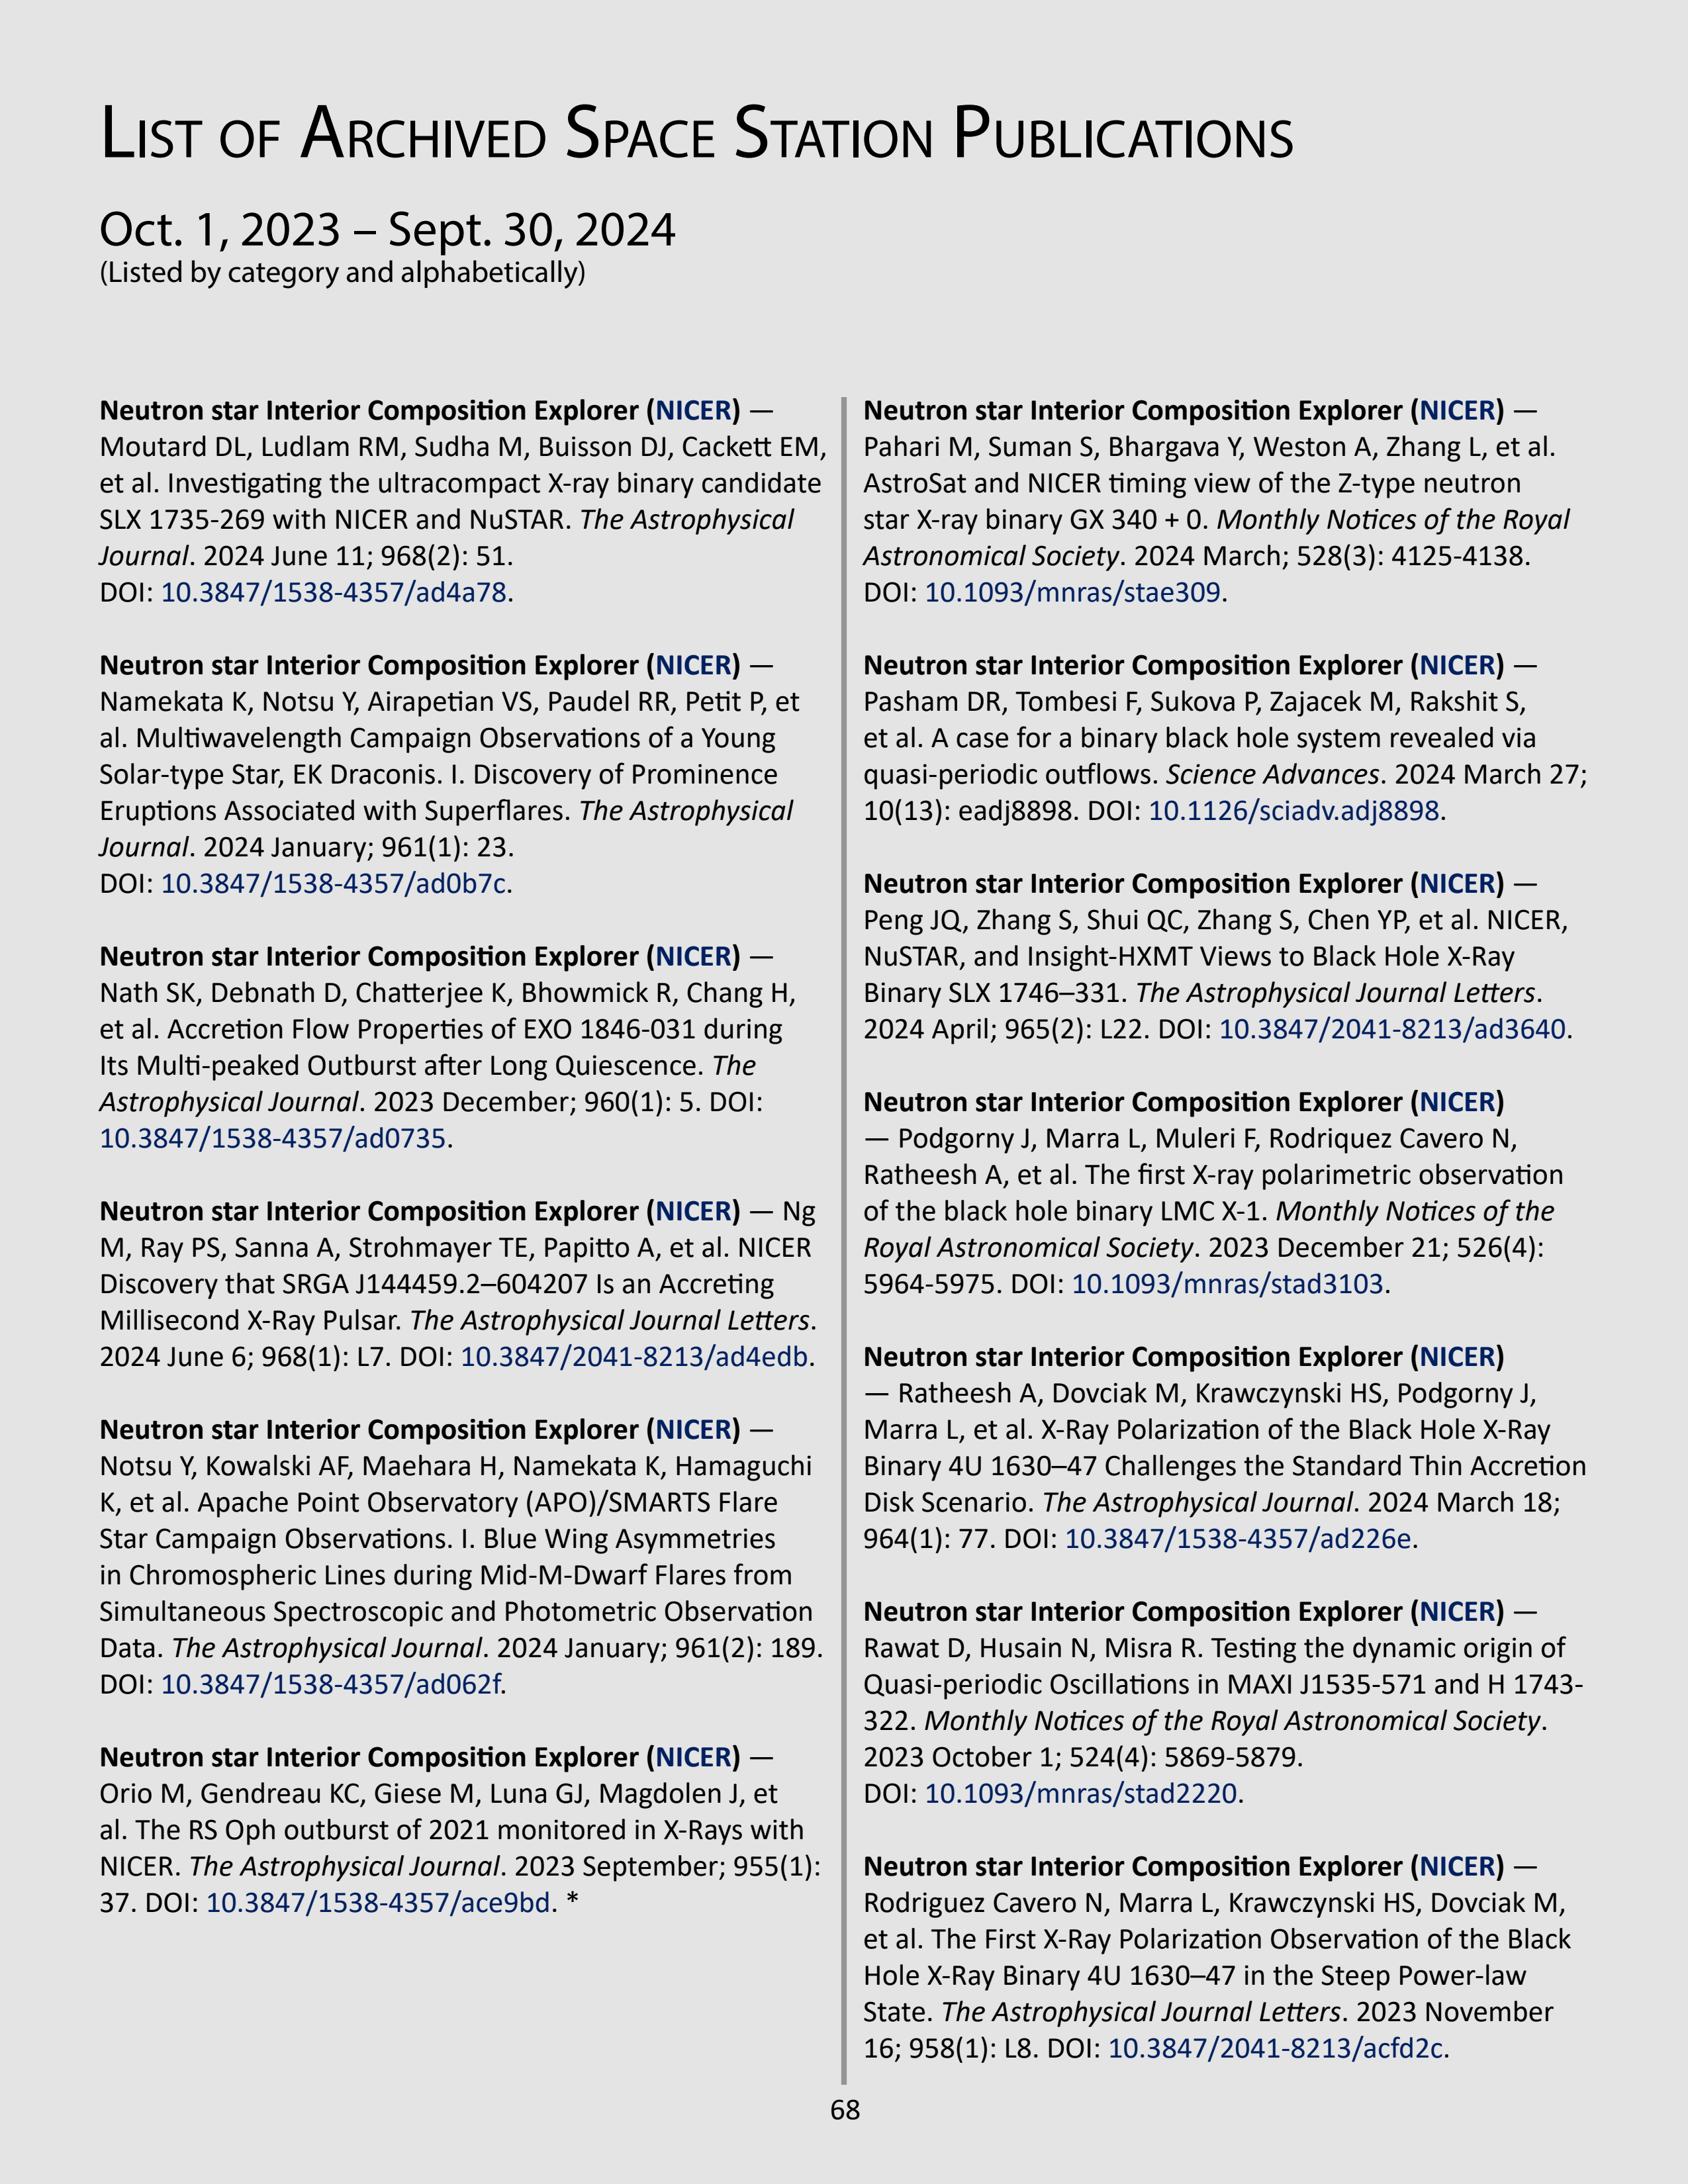 List of Archived Space Station Publications
Oct. 1, 2023 – Sept. 30, 2024
(Listed by category and alphabetically)
Neutron star Interior Composition Explorer (NICER) —
Moutard DL, Ludlam RM, Sudha M, Buisson DJ, Cackett EM,
et al. Investigating the ultracompact X-ray binary candidate
SLX 1735-269 with NICER and NuSTAR. The Astrophysical
Journal. 2024 June 11; 968(2): 51.
DOI: 10.3847/1538-4357/ad4a78.
Neutron star Interior Composition Explorer (NICER) —
Namekata K, Notsu Y, Airapetian VS, Paudel RR, Petit P, et
al. Multiwavelength Campaign Observations of a Young
Solar-type Star, EK Draconis. I. Discovery of Prominence
Eruptions Associated with Superflares. The Astrophysical
Journal. 2024 January; 961(1): 23.
DOI: 10.3847/1538-4357/ad0b7c.
Neutron star Interior Composition Explorer (NICER) —
Nath SK, Debnath D, Chatterjee K, Bhowmick R, Chang H,
et al. Accretion Flow Properties of EXO 1846-031 during
Its Multi-peaked Outburst after Long Quiescence. The
Astrophysical Journal. 2023 December; 960(1): 5. DOI:
10.3847/1538-4357/ad0735.
Neutron star Interior Composition Explorer (NICER) — Ng
M, Ray PS, Sanna A, Strohmayer TE, Papitto A, et al. NICER
Discovery that SRGA J144459.2–604207 Is an Accreting
Millisecond X-Ray Pulsar. The Astrophysical Journal Letters.
2024 June 6; 968(1): L7. DOI: 10.3847/2041-8213/ad4edb.
Neutron star Interior Composition Explorer (NICER) —
Notsu Y, Kowalski AF, Maehara H, Namekata K, Hamaguchi
K, et al. Apache Point Observatory (APO)/SMARTS Flare
Star Campaign Observations. I. Blue Wing Asymmetries
in Chromospheric Lines during Mid-M-Dwarf Flares from
Simultaneous Spectroscopic and Photometric Observation
Data. The Astrophysical Journal. 2024 January; 961(2): 189.
DOI: 10.3847/1538-4357/ad062f.
Neutron star Interior Composition Explorer (NICER) —
Orio M, Gendreau KC, Giese M, Luna GJ, Magdolen J, et
al. The RS Oph outburst of 2021 monitored in X-Rays with
NICER. The Astrophysical Journal. 2023 September; 955(1):
37. DOI: 10.3847/1538-4357/ace9bd. *
Neutron star Interior Composition Explorer (NICER) —
Pahari M, Suman S, Bhargava Y, Weston A, Zhang L, et al.
AstroSat and NICER timing view of the Z-type neutron
star X-ray binary GX 340 + 0. Monthly Notices of the Royal
Astronomical Society. 2024 March; 528(3): 4125-4138.
DOI: 10.1093/mnras/stae309.
Neutron star Interior Composition Explorer (NICER) —
Pasham DR, Tombesi F, Sukova P, Zajacek M, Rakshit S,
et al. A case for a binary black hole system revealed via
quasi-periodic outflows. Science Advances. 2024 March 27;
10(13): eadj8898. DOI: 10.1126/sciadv.adj8898.
Neutron star Interior Composition Explorer (NICER) —
Peng JQ, Zhang S, Shui QC, Zhang S, Chen YP, et al. NICER,
NuSTAR, and Insight-HXMT Views to Black Hole X-Ray
Binary SLX 1746–331. The Astrophysical Journal Letters.
2024 April; 965(2): L22. DOI: 10.3847/2041-8213/ad3640.
Neutron star Interior Composition Explorer (NICER)
— Podgorny J, Marra L, Muleri F, Rodriquez Cavero N,
Ratheesh A, et al. The first X-ray polarimetric observation
of the black hole binary LMC X-1. Monthly Notices of the
Royal Astronomical Society. 2023 December 21; 526(4):
5964-5975. DOI: 10.1093/mnras/stad3103.
Neutron star Interior Composition Explorer (NICER)
— Ratheesh A, Dovciak M, Krawczynski HS, Podgorny J,
Marra L, et al. X-Ray Polarization of the Black Hole X-Ray
Binary 4U 1630–47 Challenges the Standard Thin Accretion
Disk Scenario. The Astrophysical Journal. 2024 March 18;
964(1): 77. DOI: 10.3847/1538-4357/ad226e.
Neutron star Interior Composition Explorer (NICER) —
Rawat D, Husain N, Misra R. Testing the dynamic origin of
Quasi-periodic Oscillations in MAXI J1535-571 and H 1743-
322. Monthly Notices of the Royal Astronomical Society.
2023 October 1; 524(4): 5869-5879.
DOI: 10.1093/mnras/stad2220.
Neutron star Interior Composition Explorer (NICER) —
Rodriguez Cavero N, Marra L, Krawczynski HS, Dovciak M,
et al. The First X-Ray Polarization Observation of the Black
Hole X-Ray Binary 4U 1630–47 in the Steep Power-law
State. The Astrophysical Journal Letters. 2023 November
16; 958(1): L8. DOI: 10.3847/2041-8213/acfd2c.
68